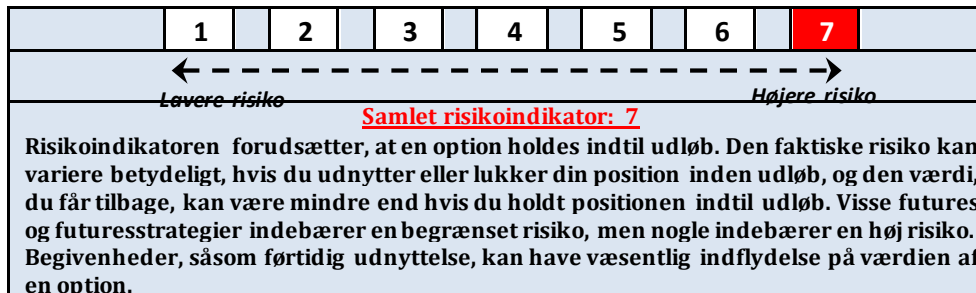 1 2 3 4 5 6 7
Lavere risiko Højere risiko
Samlet risikoindikator: 7
Risikoindikatoren forudsætter, at en option holdes indtil udløb. Den faktiske risiko kan
variere betydeligt, hvis du udnytter eller lukker din position inden udløb, og den værdi,
du får tilbage, kan være mindre end hvis du holdt positionen indtil udløb. Visse futures
og futuresstrategier indebærer en begrænset risiko, men nogle indebærer en høj risiko.
Begivenheder, såsom førtidig udnyttelse, kan have væsentlig indflydelse på værdien af
en option.